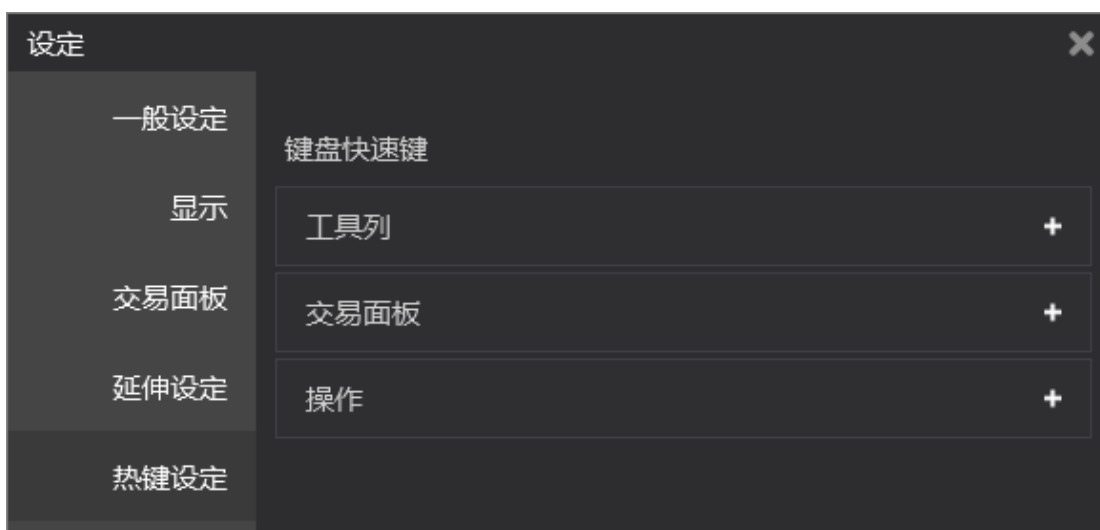 设定
一般设定
显示
交易面板
延伸设定
热键设定
键盘快速键
工具列
交易面板
操作